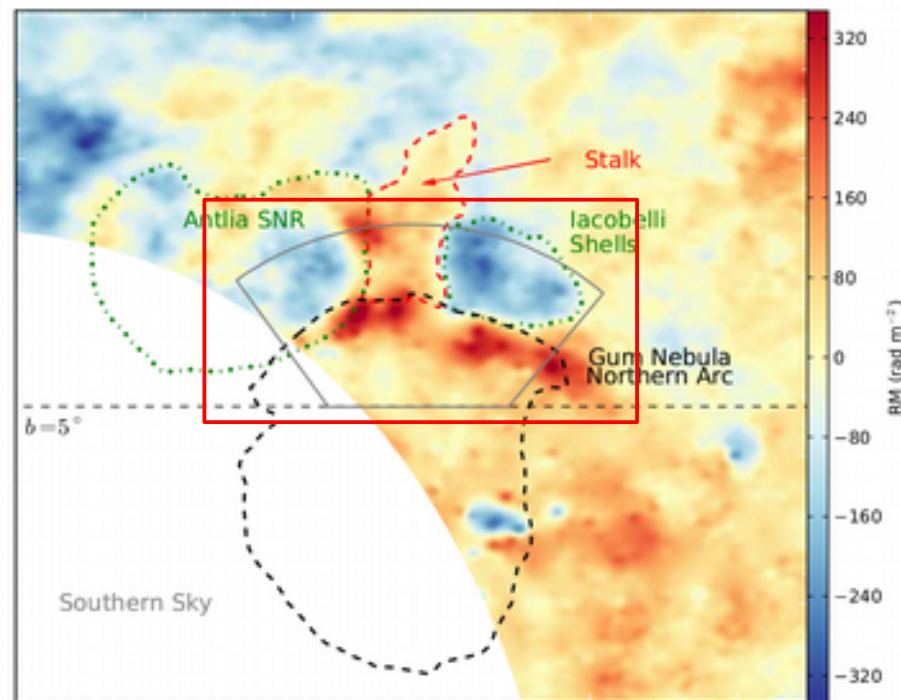 Stalk
Antlia SNR
Iacobelli
Shells
Gum Nebula
Northern Arc
b=5°
Southern Sky
320
240
160
80
0
−80
−160
−240
−320
RM (rad m⁻²)